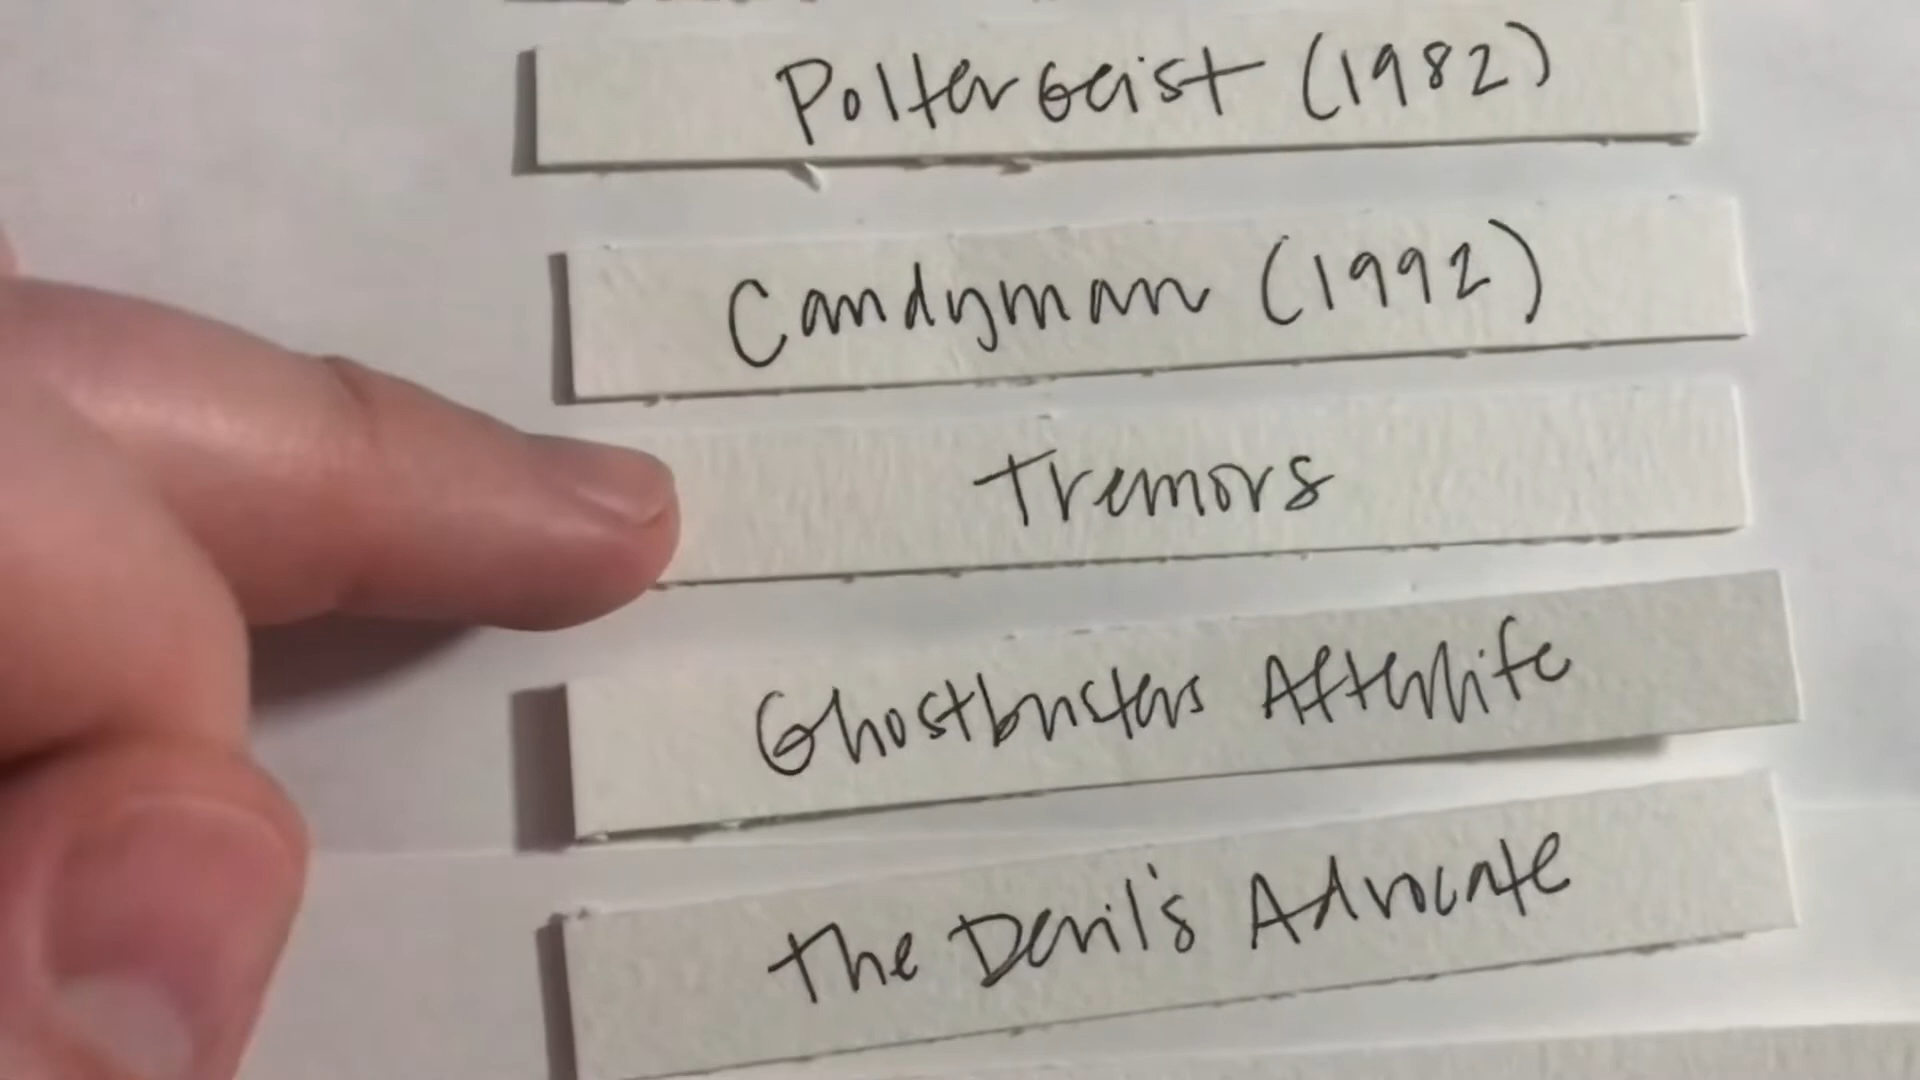 Poltergeist (1982)
Candyman (1992)
Tremors
Ghostbusters Afterlife
The Devil's Advocate